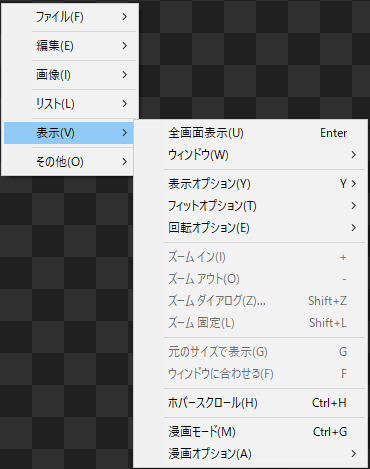 ファイル(F)
編集(E)
画像(I)
リスト(L)
表示(V)
その他(O)
全画面表示(U) Enter
ウィンドウ(W)
表示オプション(Y) Y
フィットオプション(T)
回転オプション(E)
ズーム イン(I) +
ズーム アウト(O) -
ズーム ダイアログ(Z)... Shift+Z
ズーム 固定(L) Shift+L
元のサイズで表示(G) G
ウィンドウに合わせる(F) F
ホバースクロール(H) Ctrl+H
漫画モード(M) Ctrl+G
漫画オプション(A)